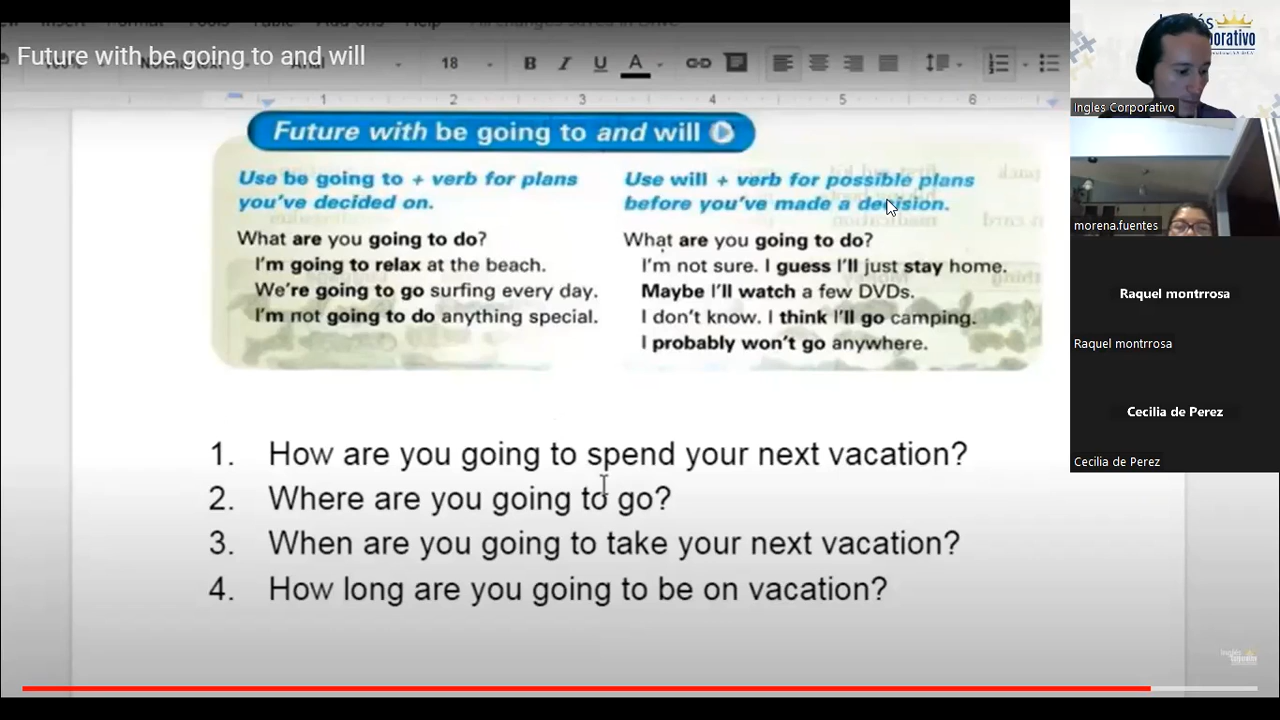 Future with be going to and will
18
B I U A
1 2 3 4 5 6
Future with be going to and will
Use be going to + verb for plans
you've decided on.
What are you going to do?
I'm going to relax at the beach.
We're going to go surfing every day.
I'm not going to do anything special.
Use will + verb for possible plans
before you've made a decision.
What are you going to do?
I'm not sure. I guess I'll just stay home.
Maybe I'll watch a few DVDs.
I don't know. I think I'll go camping.
I probably won't go anywhere.
1. How are you going to spend your next vacation?
2. Where are you going to go?
3. When are you going to take your next vacation?
4. How long are you going to be on vacation?
Ingles Corporativo
morena.fuentes
Raquel montrrosa
Raquel montrrosa
Cecilia de Perez
Cecilia de Perez